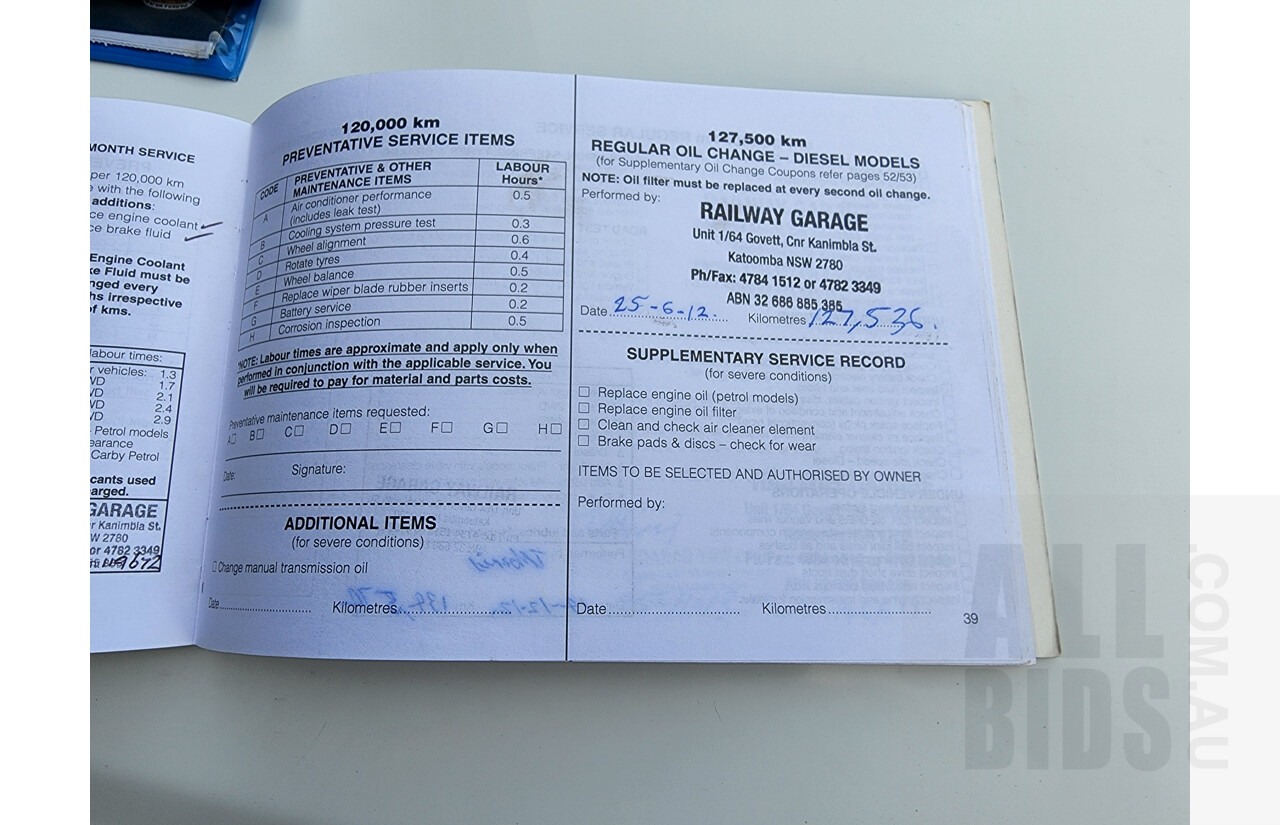 MONTH SERVICE
per 120,000 km
with the following
additions:
ce engine coolant
ce brake fluid
Engine Coolant
ke Fluid must be
nged every
hs irrespective
of kms.
labour times:
r vehicles: 1.3
WD 1.7
WD 2.1
WD 2.4
WD 2.9
- Petrol models
earance
Carby Petrol
cants used
arged.
GARAGE
r Kanimbla St.
W 2780
or 4782 3349
120,000 km
PREVENTATIVE SERVICE ITEMS
CODE PREVENTATIVE & OTHER MAINTENANCE ITEMS LABOUR Hours*
A Air conditioner performance (includes leak test) 0.5
B Cooling system pressure test 0.3
C Wheel alignment 0.6
D Rotate tyres 0.4
E Wheel balance 0.5
F Replace wiper blade rubber inserts 0.2
G Battery service 0.2
H Corrosion inspection 0.5
*NOTE: Labour times are approximate and apply only when
performed in conjunction with the applicable service. You
will be required to pay for material and parts costs.
Preventative maintenance items requested:
A☐ B☐ C☐ D☐ E☐ F☐ G☐ H☐
Date: Signature:
ADDITIONAL ITEMS
(for severe conditions)
☐ Change manual transmission oil
Date.................... Kilometres....................
127,500 km
REGULAR OIL CHANGE – DIESEL MODELS
(for Supplementary Oil Change Coupons refer pages 52/53)
NOTE: Oil filter must be replaced at every second oil change.
Performed by:
RAILWAY GARAGE
Unit 1/64 Govett, Cnr Kanimbla St.
Katoomba NSW 2780
Ph/Fax: 4784 1512 or 4782 3349
ABN 32 686 885 385
Date 25-6-12. Kilometres 127,536.
SUPPLEMENTARY SERVICE RECORD
(for severe conditions)
☐ Replace engine oil (petrol models)
☐ Replace engine oil filter
☐ Clean and check air cleaner element
☐ Brake pads & discs – check for wear
ITEMS TO BE SELECTED AND AUTHORISED BY OWNER
Performed by:
Date.................... Kilometres....................
39
ALL
BIDS
.COM.AU